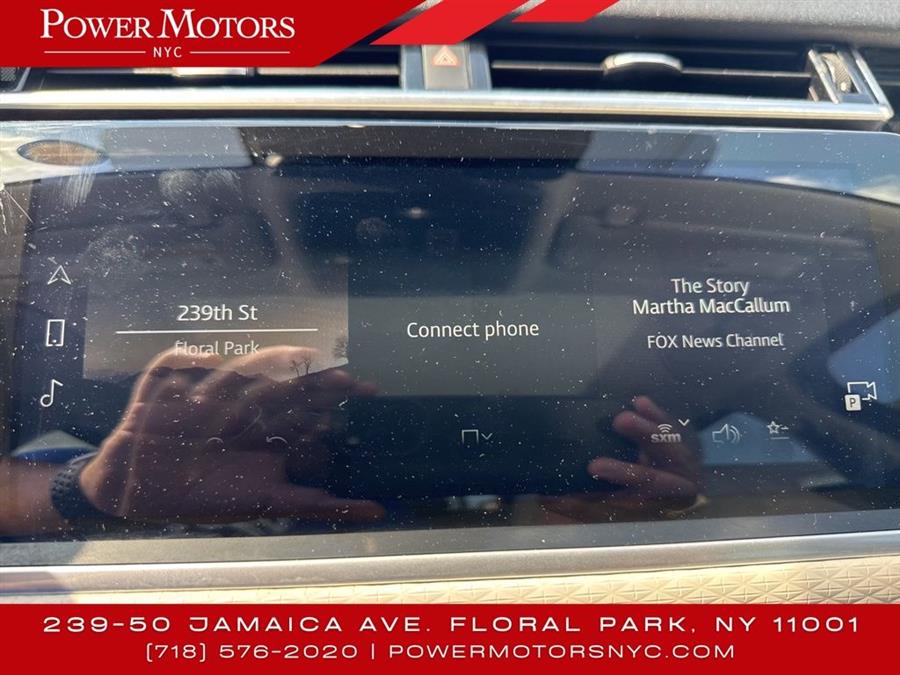 POWER MOTORS
NYC
239th St
Floral Park
Connect phone
The Story
Martha MacCallum
FOX News Channel
sxm
P
239-50 JAMAICA AVE. FLORAL PARK, NY 11001
(718) 576-2020 | POWERMOTORSNYC.COM